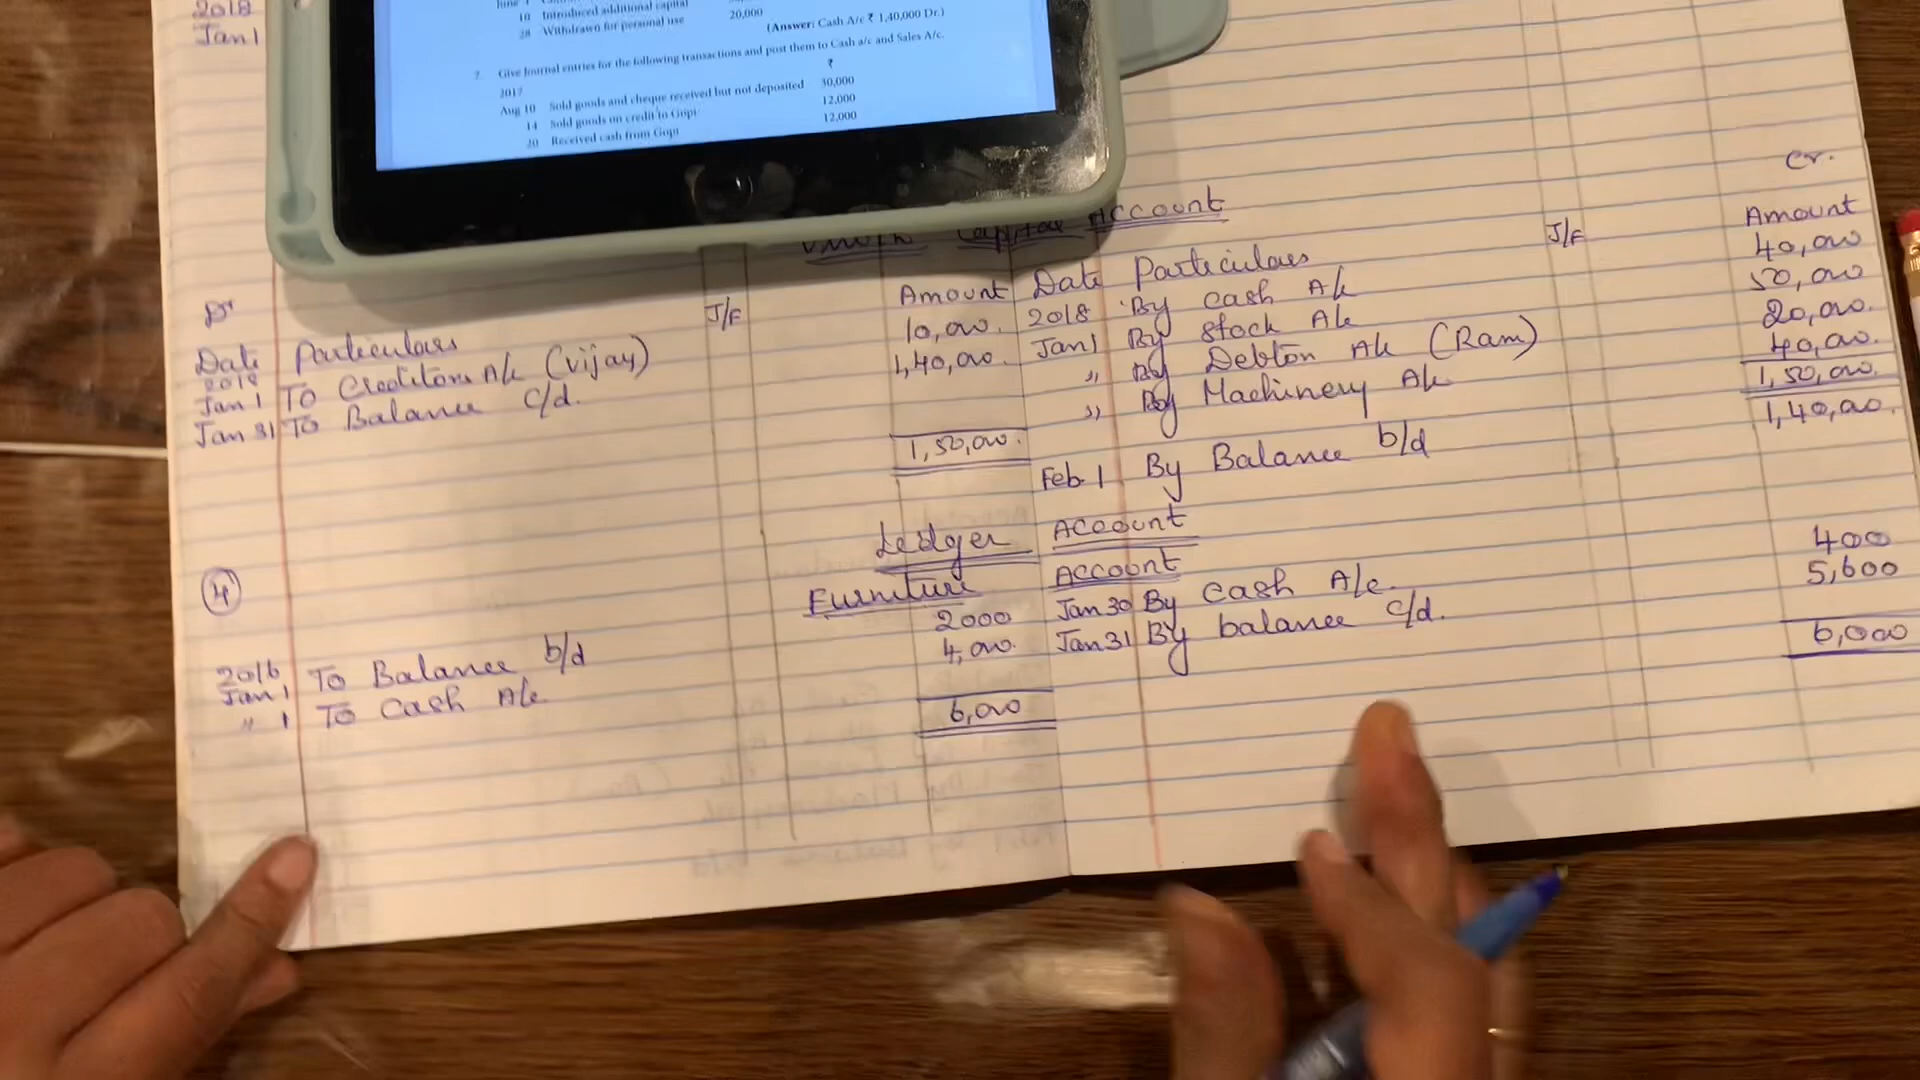 2018
Jan 1
June
10 Introduced additional capital 20,000
28 Withdrawn for personal use
(Answer: Cash A/c ₹ 1,40,000 Dr.)
7 Give Journal entries for the following transactions and post them to Cash a/c and Sales A/c.
2017 ₹
Aug 10 Sold goods and cheque received but not deposited 30,000
14 Sold goods on credit to Gopi 12,000
20 Received cash from Gopi 12,000
Capital Account
Cr.
Dr
Date Particulars J/F Amount Date Particulars J/F Amount
2018 Jan 1 To Creditors A/c (Vijay) 10,000. 2018 By Cash A/c 40,000
Jan 31 To Balance c/d. 1,40,000. Jan 1 By Stock A/c 50,000
,, By Debtors A/c (Ram) 20,000.
,, By Machinery A/c 40,000.
1,50,000. 1,50,000.
Feb 1 By Balance b/d 1,40,000.
4 Ledger Account
Furniture Account
2016 Jan 1 To Balance b/d 2000 Jan 30 By Cash A/c. 400
" 1 To Cash A/c 4,000. Jan 31 By balance c/d. 5,600
6,000 6,000